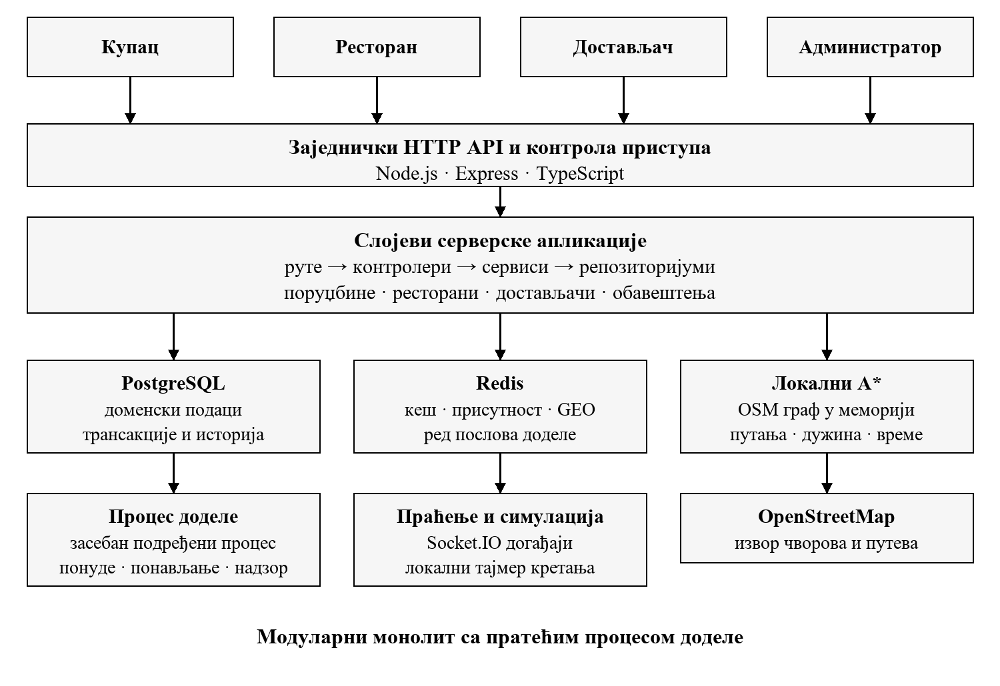 Купац
Ресторан
Достављач
Администратор
Заједнички HTTP API и контрола приступа
Node.js · Express · TypeScript
Слојеви серверске апликације
руте → контролери → сервиси → репозиторијуми
поруџбине · ресторани · достављачи · обавештења
PostgreSQL
доменски подаци
трансакције и историја
Redis
кеш · присутност · GEO
ред послова доделе
Локални A*
OSM граф у меморији
путања · дужина · време
Процес доделе
засебан подређени процес
понуде · понављање · надзор
Праћење и симулација
Socket.IO догађаји
локални тајмер кретања
OpenStreetMap
извор чворова и путева
Модуларни монолит са пратећим процесом доделе